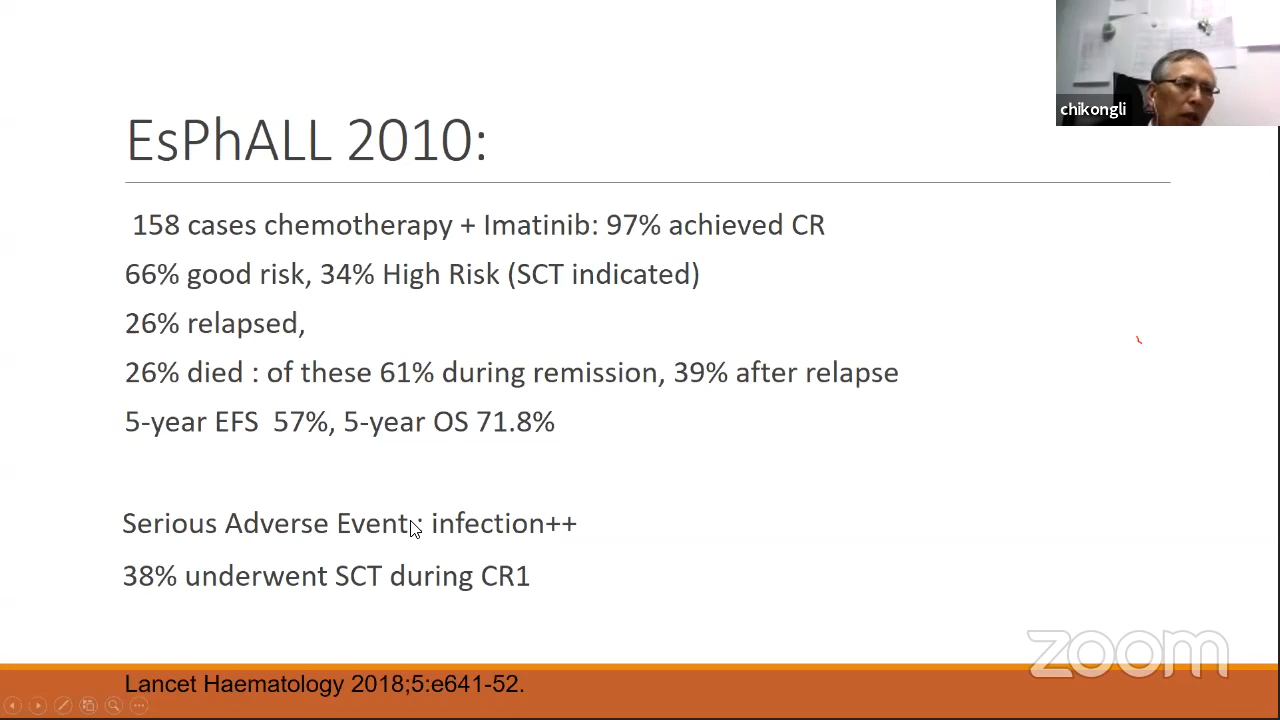 chikongli
EsPhALL 2010:
158 cases chemotherapy + Imatinib: 97% achieved CR
66% good risk, 34% High Risk (SCT indicated)
26% relapsed,
26% died : of these 61% during remission, 39% after relapse
5-year EFS 57%, 5-year OS 71.8%
Serious Adverse Event : infection++
38% underwent SCT during CR1
zoom
Lancet Haematology 2018;5:e641-52.